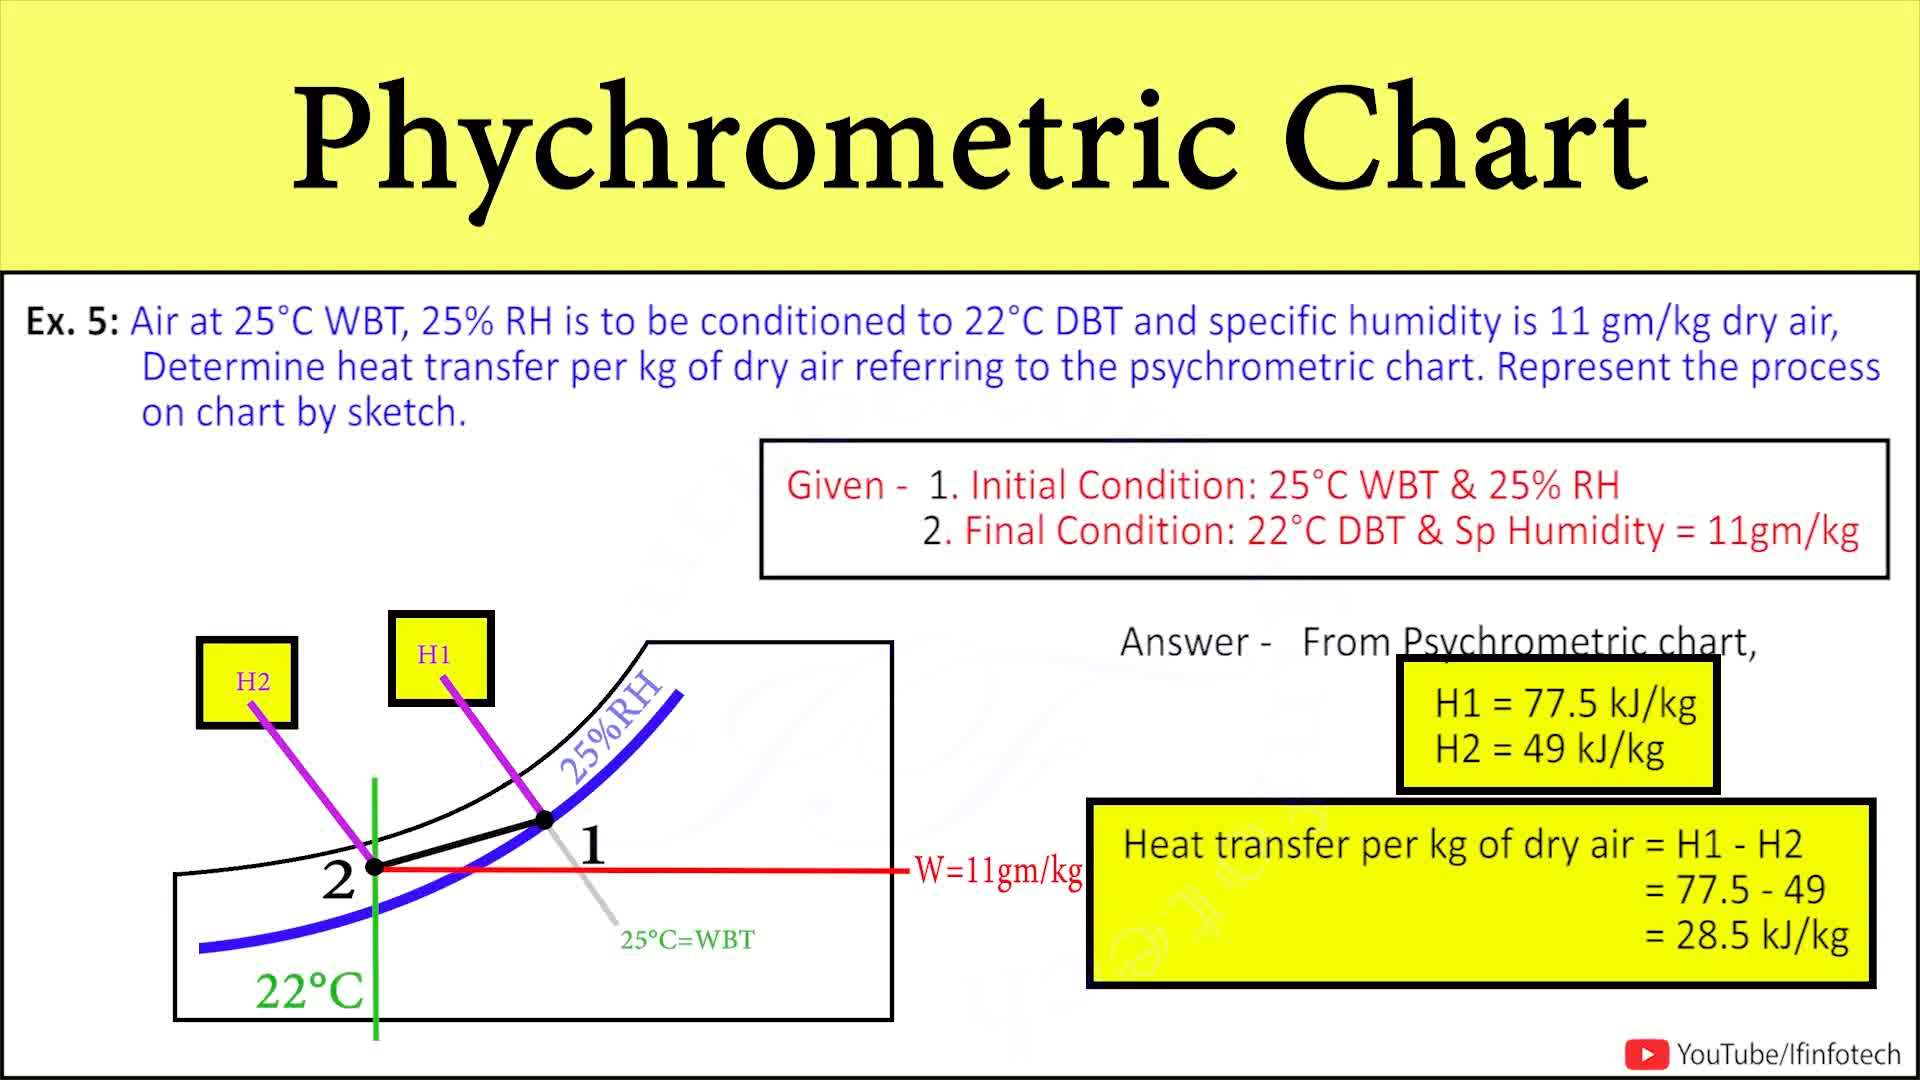 Phychrometric Chart
Ex. 5: Air at 25°C WBT, 25% RH is to be conditioned to 22°C DBT and specific humidity is 11 gm/kg dry air,
Determine heat transfer per kg of dry air referring to the psychrometric chart. Represent the process
on chart by sketch.
Given - 1. Initial Condition: 25°C WBT & 25% RH
2. Final Condition: 22°C DBT & Sp Humidity = 11gm/kg
H2
H1
25%RH
1
2
W=11gm/kg
25°C=WBT
22°C
Answer - From Psychrometric chart,
H1 = 77.5 kJ/kg
H2 = 49 kJ/kg
Heat transfer per kg of dry air = H1 - H2
= 77.5 - 49
= 28.5 kJ/kg
YouTube/lfinfotech